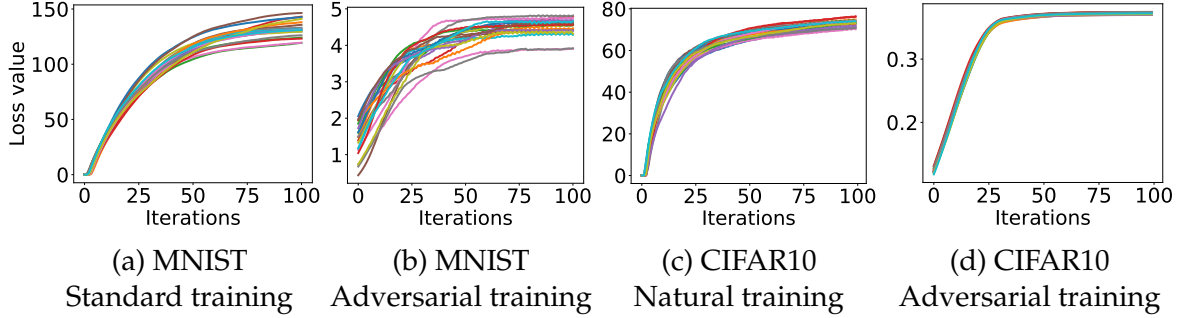 Loss value
150
100
50
0
0 25 50 75 100
Iterations
5
4
3
2
1
0 25 50 75 100
Iterations
80
60
40
20
0
0 25 50 75 100
Iterations
0.3
0.2
0 25 50 75 100
Iterations
(a) MNIST
Standard training
(b) MNIST
Adversarial training
(c) CIFAR10
Natural training
(d) CIFAR10
Adversarial training